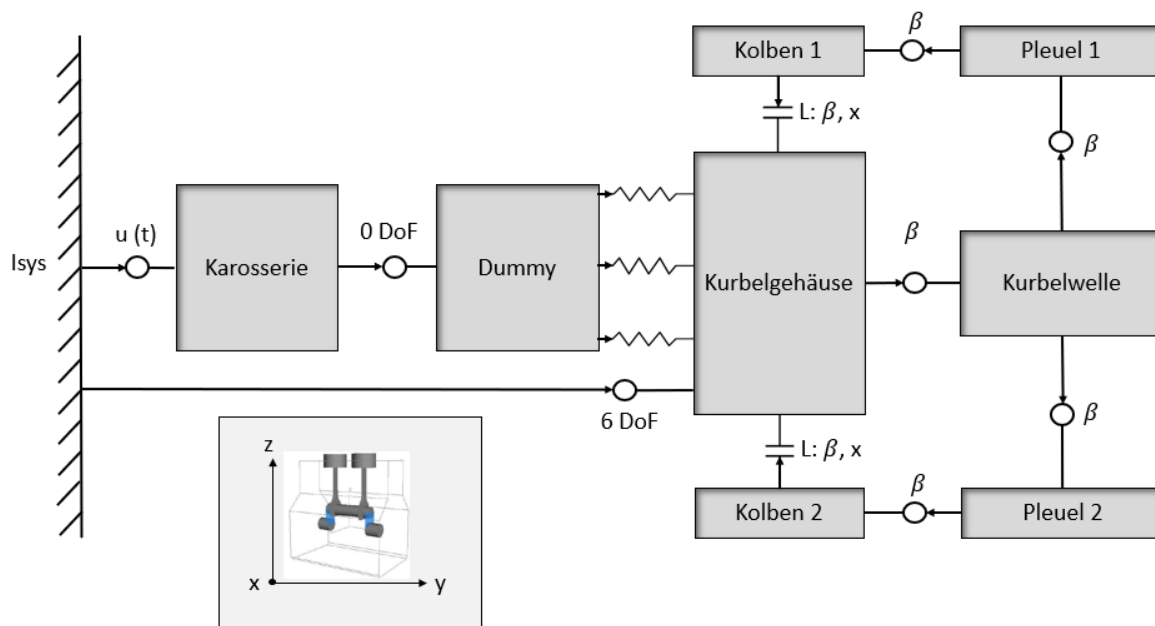 β
β
Kolben 1
Pleuel 1
L: β, x
β
u (t)
0 DoF
β
Isys
Karosserie
Dummy
Kurbelgehäuse
Kurbelwelle
6 DoF
β
z
L: β, x
β
Kolben 2
Pleuel 2
x
y